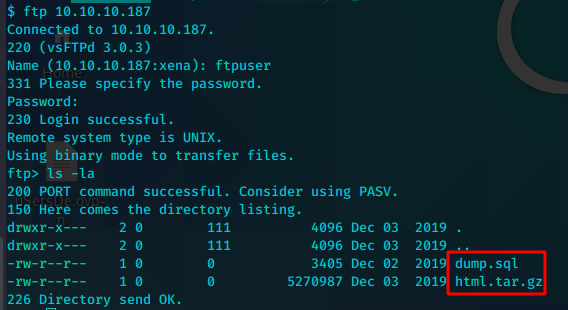 $ ftp 10.10.10.187
Connected to 10.10.10.187.
220 (vsFTPd 3.0.3)
Name (10.10.10.187:xena): ftpuser
331 Please specify the password.
Home
Password:
230 Login successful.
Remote system type is UNIX.
Using binary mode to transfer files.
ftp> ls -la
200 PORT command successful. Consider using PASV.
150 Here comes the directory listing.
drwxr-x---    2 0        111          4096 Dec 03  2019 .
drwxr-x---    2 0        111          4096 Dec 03  2019 ..
-rw-r--r--    1 0        0            3405 Dec 02  2019 dump.sql
-rw-r--r--    1 0        0         5270987 Dec 03  2019 html.tar.gz
226 Directory send OK.